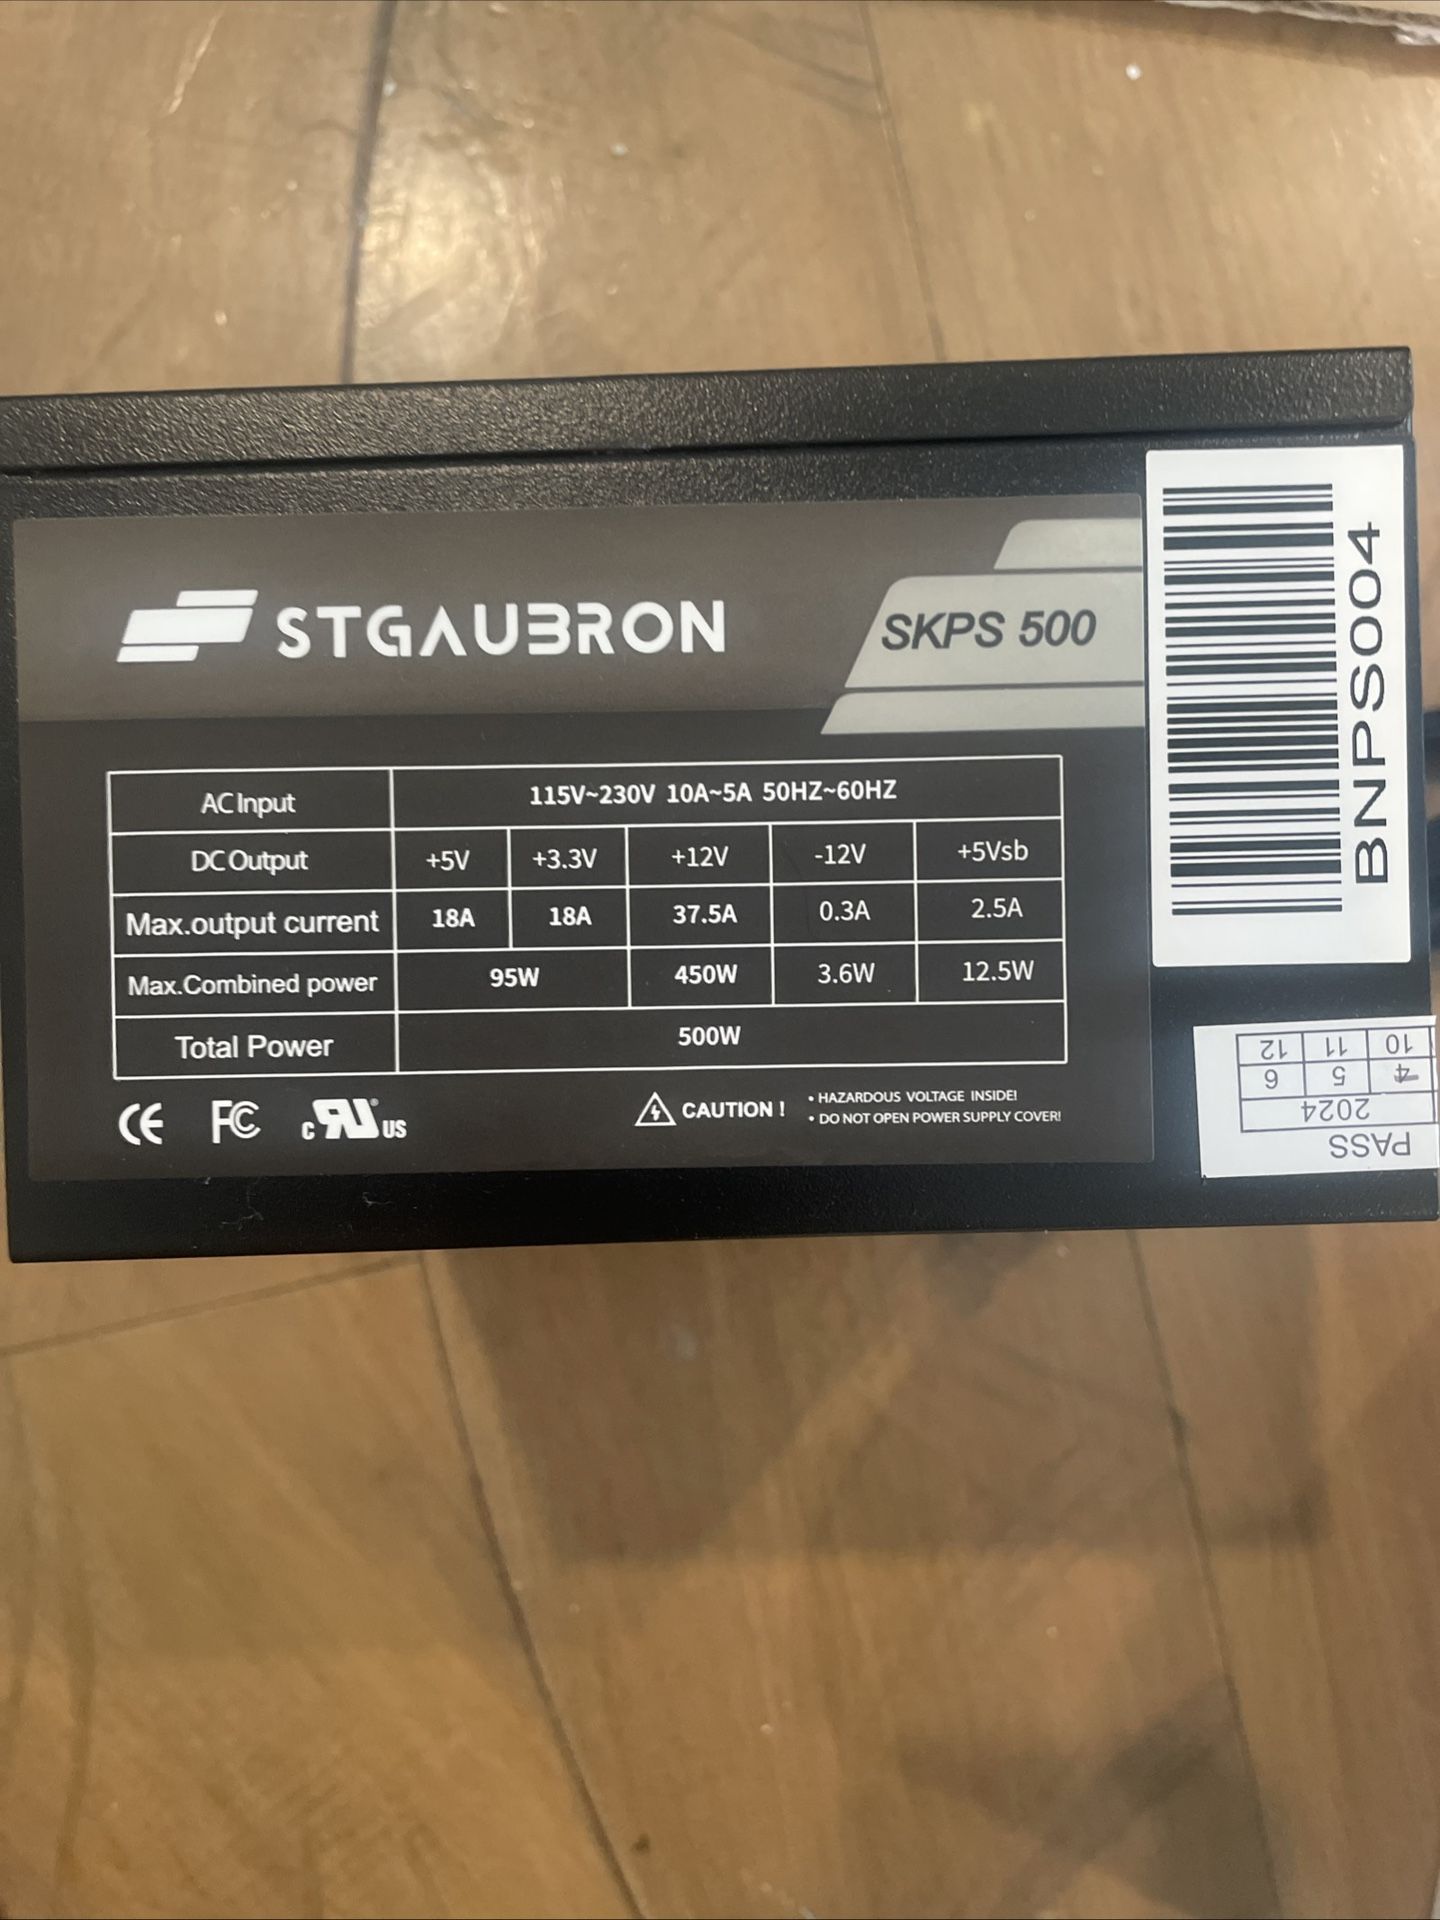 STGAUBRON
SKPS 500
AC Input 115V~230V 10A~5A 50HZ~60HZ
DC Output +5V +3.3V +12V -12V +5Vsb
Max.output current 18A 18A 37.5A 0.3A 2.5A
Max.Combined power 95W 450W 3.6W 12.5W
Total Power 500W
CE FC c RU ® US
CAUTION !
• HAZARDOUS VOLTAGE INSIDE!
• DO NOT OPEN POWER SUPPLY COVER!
BNPS004
PASS
2024
4 5 6
10 11 12